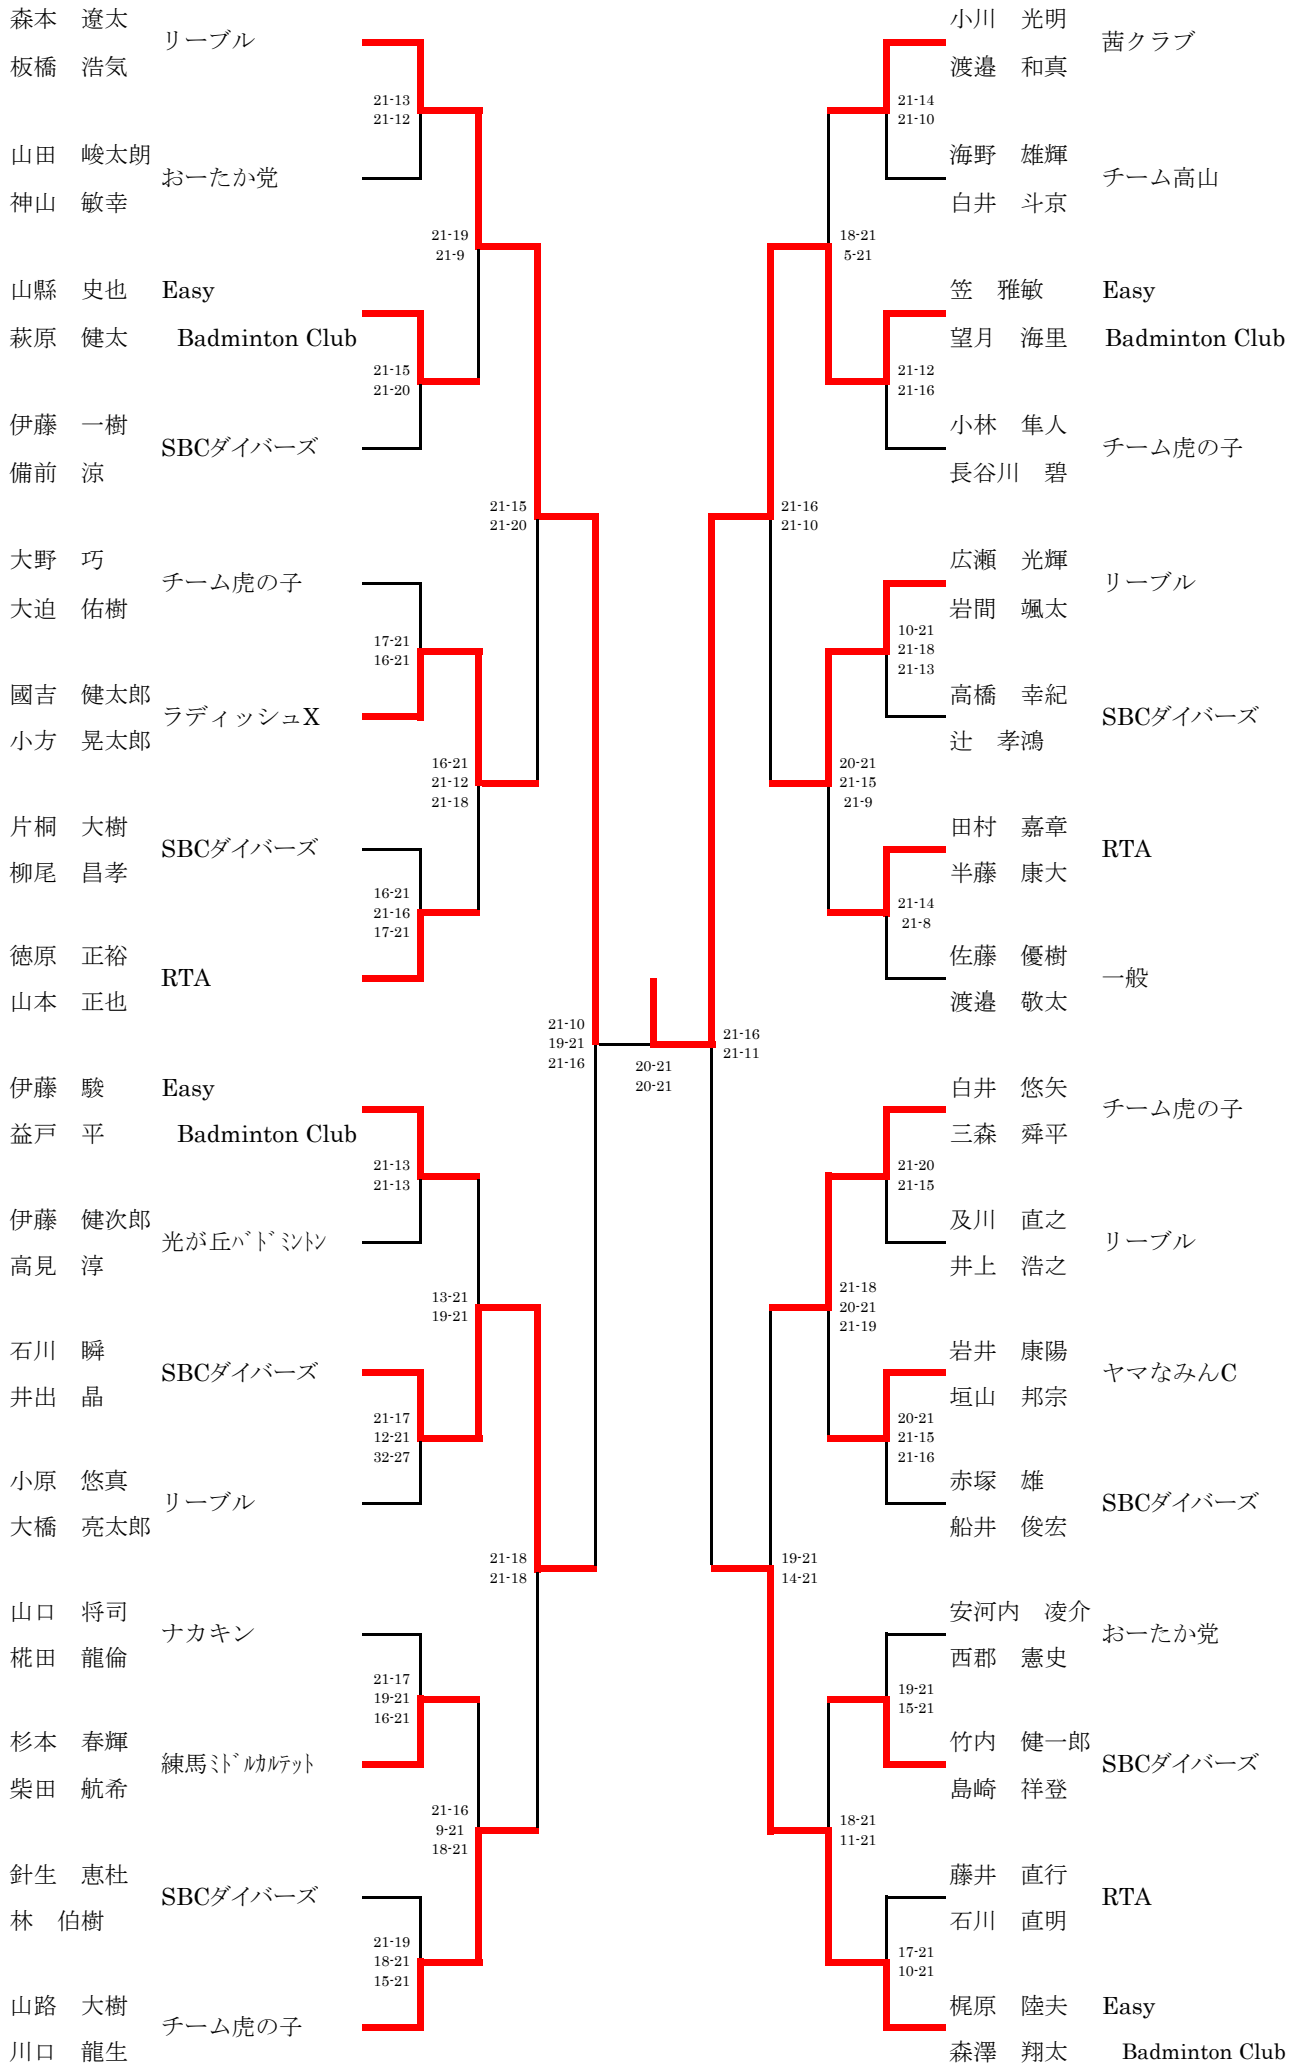 森本　遼太
リーブル
板橋　浩気
21-13
21-12
山田　峻太朗
おーたか党
神山　敏幸
21-19
21-9
山縣　史也
Easy
萩原　健太
Badminton Club
21-15
21-20
伊藤　一樹
SBCダイバーズ
備前　涼
21-15
21-20
大野　巧
チーム虎の子
大迫　佑樹
17-21
16-21
國吉　健太郎
ラディッシュX
小方　晃太郎
16-21
21-12
21-18
片桐　大樹
SBCダイバーズ
柳尾　昌孝
16-21
21-16
17-21
徳原　正裕
RTA
山本　正也
21-10
19-21
21-16
伊藤　駿
Easy
益戸　平
Badminton Club
21-13
21-13
伊藤　健次郎
光が丘ﾊﾞﾄﾞﾐﾝﾄﾝ
高見　淳
13-21
19-21
石川　瞬
SBCダイバーズ
井出　晶
21-17
12-21
32-27
小原　悠真
リーブル
大橋　亮太郎
21-18
21-18
山口　将司
ナカキン
椛田　龍倫
21-17
19-21
16-21
杉本　春輝
練馬ﾐﾄﾞﾙｶﾙﾃｯﾄ
柴田　航希
21-16
9-21
18-21
針生　恵杜
SBCダイバーズ
林　伯樹
21-19
18-21
15-21
山路　大樹
チーム虎の子
川口　龍生
20-21
20-21
小川　光明
茜クラブ
渡邉　和真
21-14
21-10
海野　雄輝
チーム高山
白井　斗京
18-21
5-21
笠　雅敏
Easy
望月　海里
Badminton Club
21-12
21-16
小林　隼人
チーム虎の子
長谷川　碧
21-16
21-10
広瀬　光輝
リーブル
岩間　颯太
10-21
21-18
21-13
高橋　幸紀
SBCダイバーズ
辻　孝鴻
20-21
21-15
21-9
田村　嘉章
RTA
半藤　康大
21-14
21-8
佐藤　優樹
一般
渡邉　敬太
21-16
21-11
白井　悠矢
チーム虎の子
三森　舜平
21-20
21-15
及川　直之
リーブル
井上　浩之
21-18
20-21
21-19
岩井　康陽
ヤマなみんC
垣山　邦宗
20-21
21-15
21-16
赤塚　雄
SBCダイバーズ
船井　俊宏
19-21
14-21
安河内　凌介
おーたか党
西郡　憲史
19-21
15-21
竹内　健一郎
SBCダイバーズ
島崎　祥登
18-21
11-21
藤井　直行
RTA
石川　直明
17-21
10-21
梶原　陸夫
Easy
森澤　翔太
Badminton Club